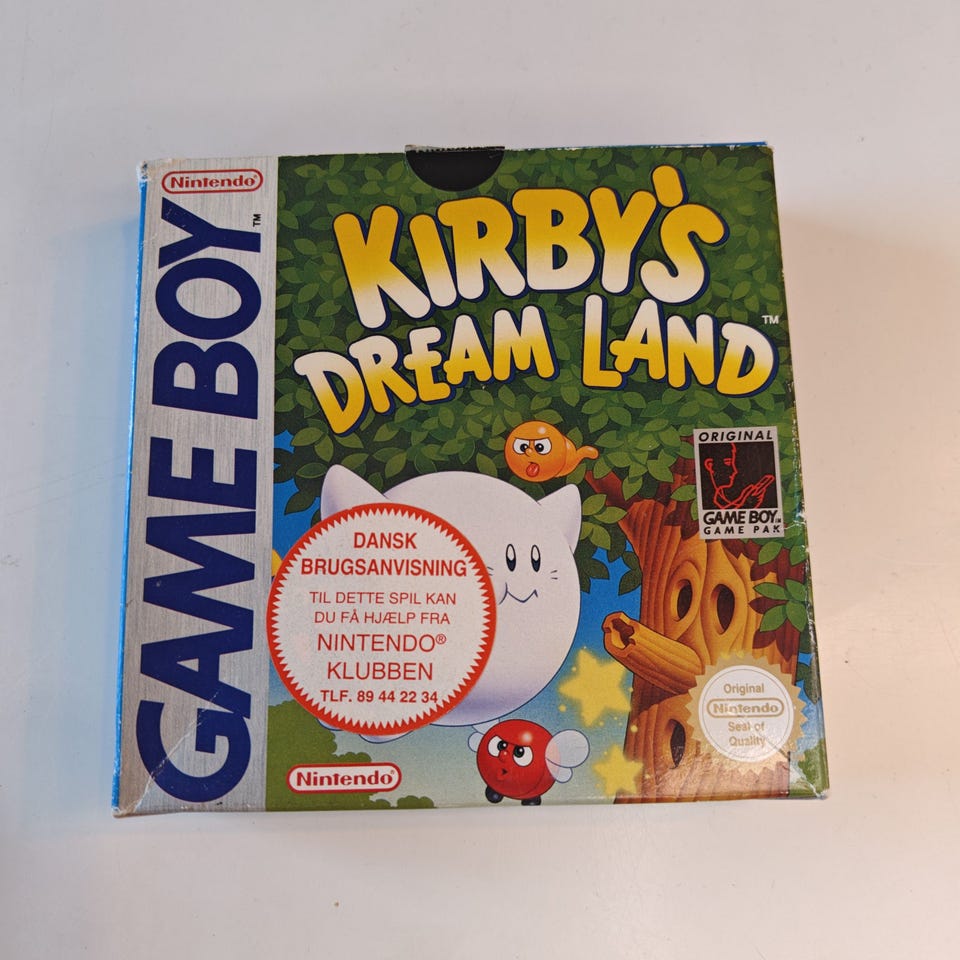 Nintendo®
GAME BOY™
KIRBY'S
DREAM LAND™
ORIGINAL
GAME BOY™
GAME PAK
DANSK
BRUGSANVISNING
TIL DETTE SPIL KAN
DU FÅ HJÆLP FRA
NINTENDO®
KLUBBEN
TLF. 89 44 22 34
Original
Nintendo
Seal of
Quality
Nintendo®